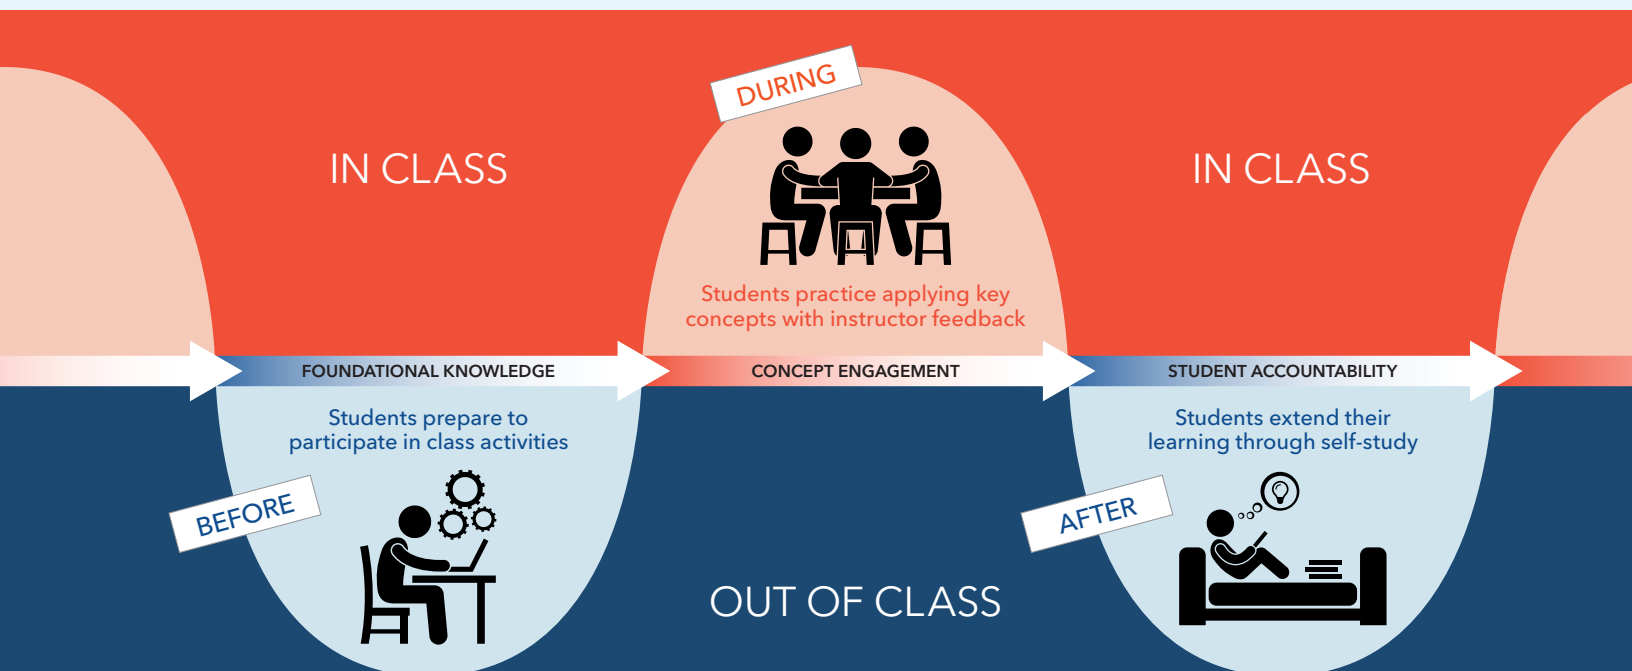 DURING
IN CLASS
IN CLASS
Students practice applying key
concepts with instructor feedback
FOUNDATIONAL KNOWLEDGE
CONCEPT ENGAGEMENT
STUDENT ACCOUNTABILITY
Students prepare to
participate in class activities
BEFORE
Students extend their
learning through self-study
AFTER
OUT OF CLASS